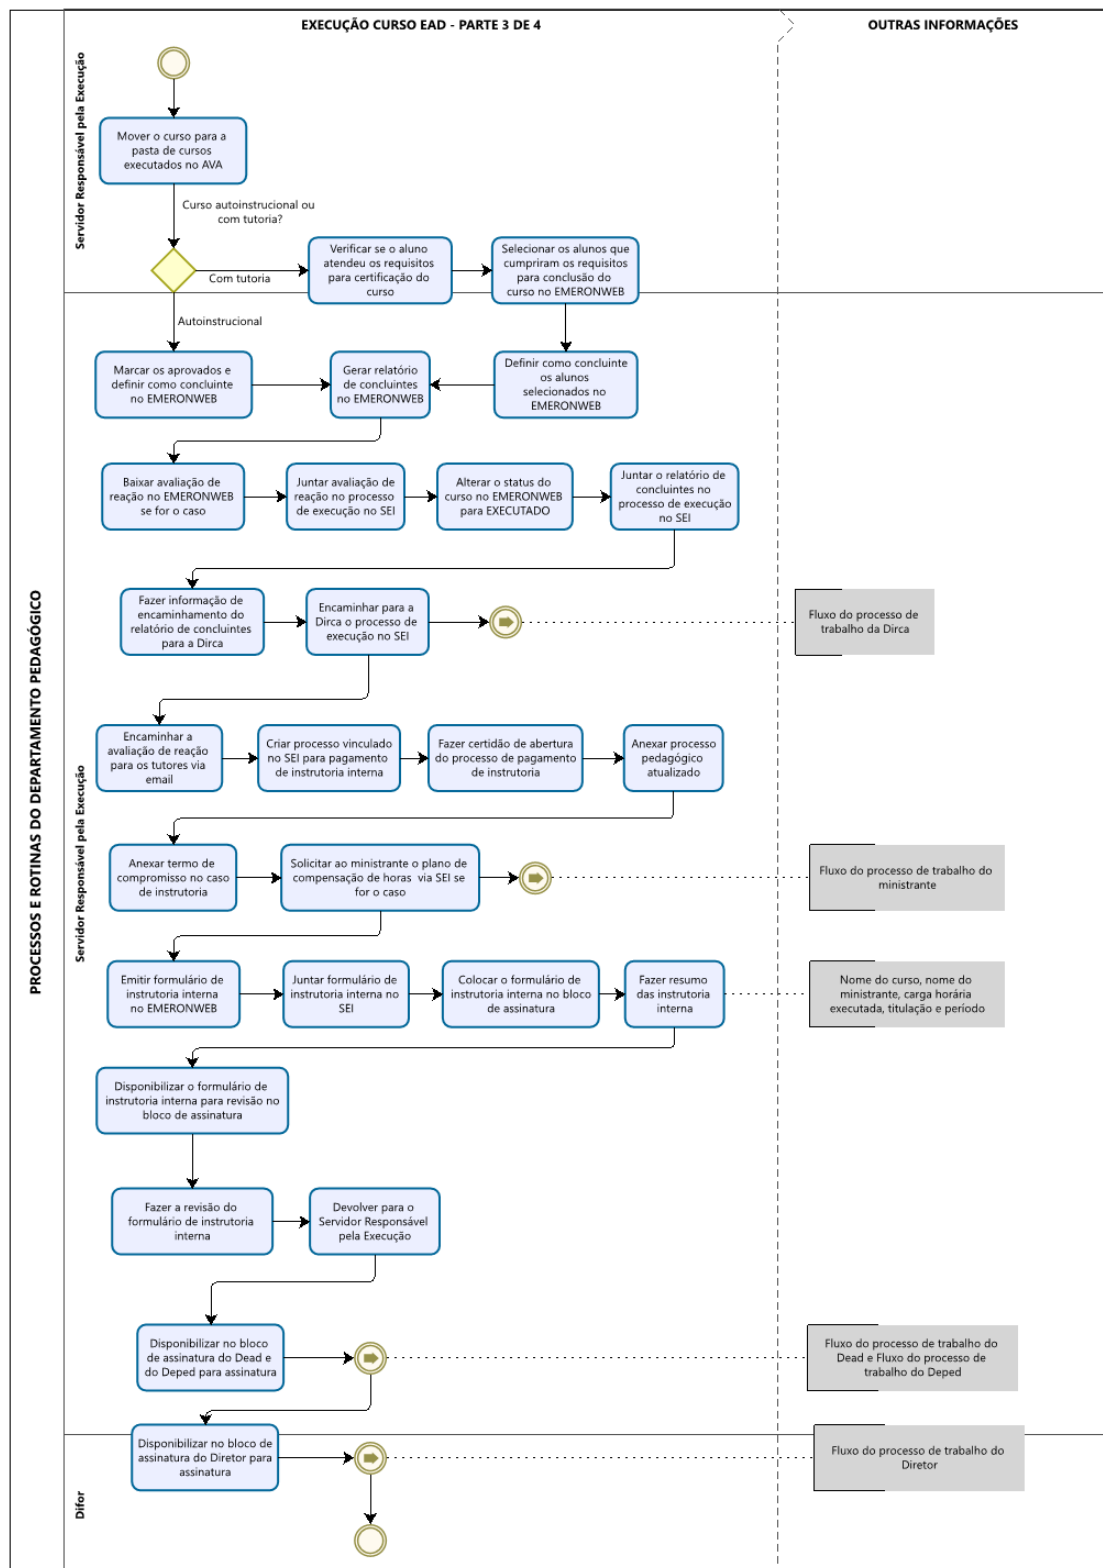 EXECUÇÃO CURSO EAD - PARTE 3 DE 4
OUTRAS INFORMAÇÕES
PROCESSOS E ROTINAS DO DEPARTAMENTO PEDAGÓGICO
Servidor Responsável pela Execução
Mover o curso para a
pasta de cursos
executados no AVA
Curso autoinstrucional ou
com tutoria?
Com tutoria
Verificar se o aluno
atendeu os requisitos
para certificação do
curso
Selecionar os alunos que
cumpriram os requisitos
para conclusão do
curso no EMERONWEB
Servidor Responsável pela Execução
Autoinstrucional
Marcar os aprovados e
definir como concluinte
no EMERONWEB
Gerar relatório
de concluintes
no EMERONWEB
Definir como concluinte
os alunos
selecionados no
EMERONWEB
Baixar avaliação de
reação no EMERONWEB
se for o caso
Juntar avaliação de
reação no processo
de execução no SEI
Alterar o status do
curso no EMERONWEB
para EXECUTADO
Juntar o relatório de
concluintes no
processo de execução
no SEI
Fazer informação de
encaminhamento do
relatório de concluintes
para a Dirca
Encaminhar para a
Dirca o processo de
execução no SEI
Fluxo do processo de
trabalho da Dirca
Encaminhar a
avaliação de reação
para os tutores via
email
Criar processo vinculado
no SEI para pagamento
de instrutoria interna
Fazer certidão de abertura
do processo de pagamento
de instrutoria
Anexar processo
pedagógico
atualizado
Anexar termo de
compromisso no caso
de instrutoria
Solicitar ao ministrante o plano de
compensação de horas via SEI se
for o caso
Fluxo do processo de trabalho do
ministrante
Emitir formulário de
instrutoria interna
no EMERONWEB
Juntar formulário de
instrutoria interna no
SEI
Colocar o formulário de
instrutoria interna no bloco
de assinatura
Fazer resumo
das instrutoria
interna
Nome do curso, nome do
ministrante, carga horária
executada, titulação e período
Disponibilizar o formulário de
instrutoria interna para revisão no
bloco de assinatura
Fazer a revisão do
formulário de instrutoria
interna
Devolver para o
Servidor Responsável
pela Execução
Disponibilizar no bloco
de assinatura do Dead e
do Deped para assinatura
Fluxo do processo de trabalho do
Dead e Fluxo do processo de
trabalho do Deped
Difor
Disponibilizar no bloco de
assinatura do Diretor para
assinatura
Fluxo do processo de trabalho do
Diretor